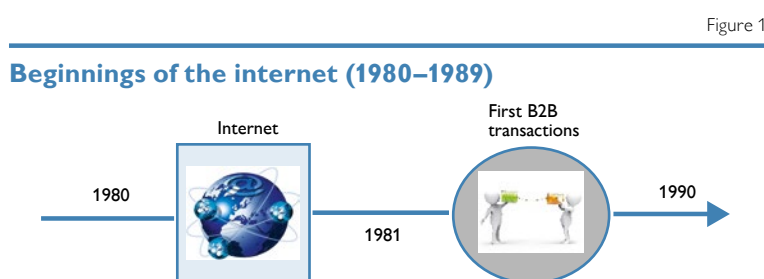 Figure 1
Beginnings of the internet (1980–1989)
Internet
First B2B
transactions
1980
1981
1990